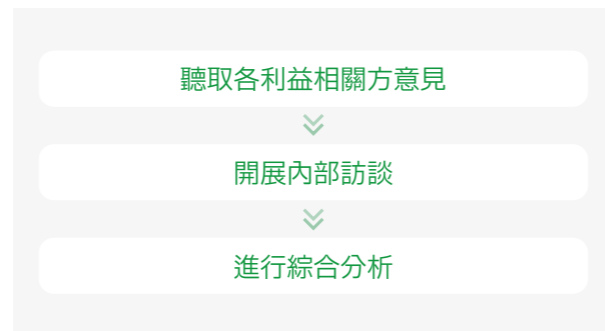 聽取各利益相關方意見
開展內部訪談
進行綜合分析